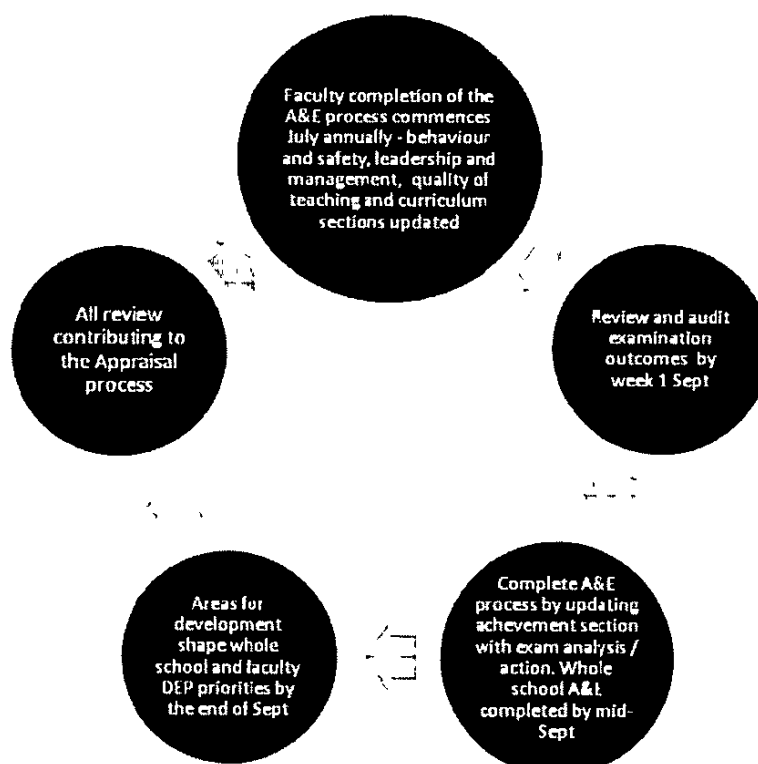 Faculty completion of the
A&E process commences
July annually - behaviour
and safety, leadership and
management, quality of
teaching and curriculum
sections updated
Review and audit
examination
outcomes by
week 1 Sept
Complete A&E
process by updating
achevement section
with exam analysis /
action. Whole
school A&E
completed by mid-
Sept
Areas for
development
shape whole
school and faculty
DEP priorities by
the end of Sept
All review
contributing to
the Appraisal
process